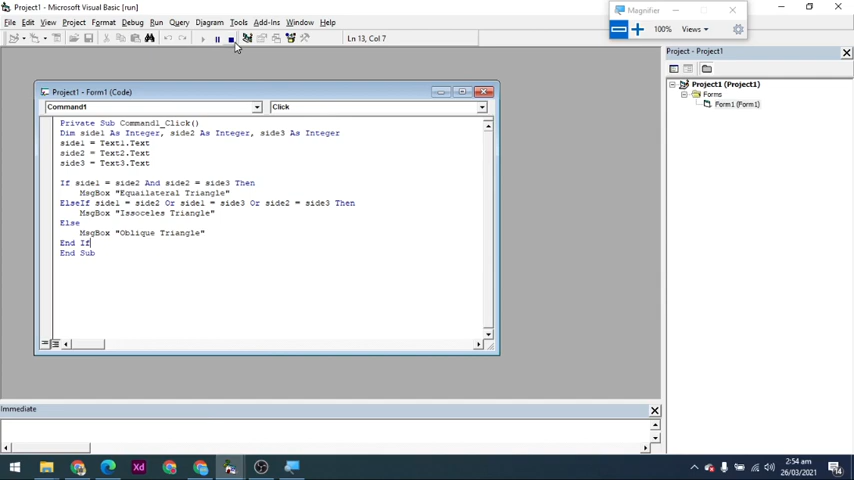 Project1 - Microsoft Visual Basic [run]
Magnifier
File Edit View Project Format Debug Run Query Diagram Tools Add-Ins Window Help
100% Views
Ln 13, Col 7
Project - Project1
Project1 - Form1 (Code)
Command1 Click
Project1 (Project1)
Forms
Form1 (Form1)
Private Sub Command1_Click()
Dim side1 As Integer, side2 As Integer, side3 As Integer
side1 = Text1.Text
side2 = Text2.Text
side3 = Text3.Text
If side1 = side2 And side2 = side3 Then
MsgBox "Equailateral Triangle"
ElseIf side1 = side2 Or side1 = side3 Or side2 = side3 Then
MsgBox "Issoceles Triangle"
Else
MsgBox "Oblique Triangle"
End If
End Sub
Immediate
Xd
2:54 am
26/03/2021
14